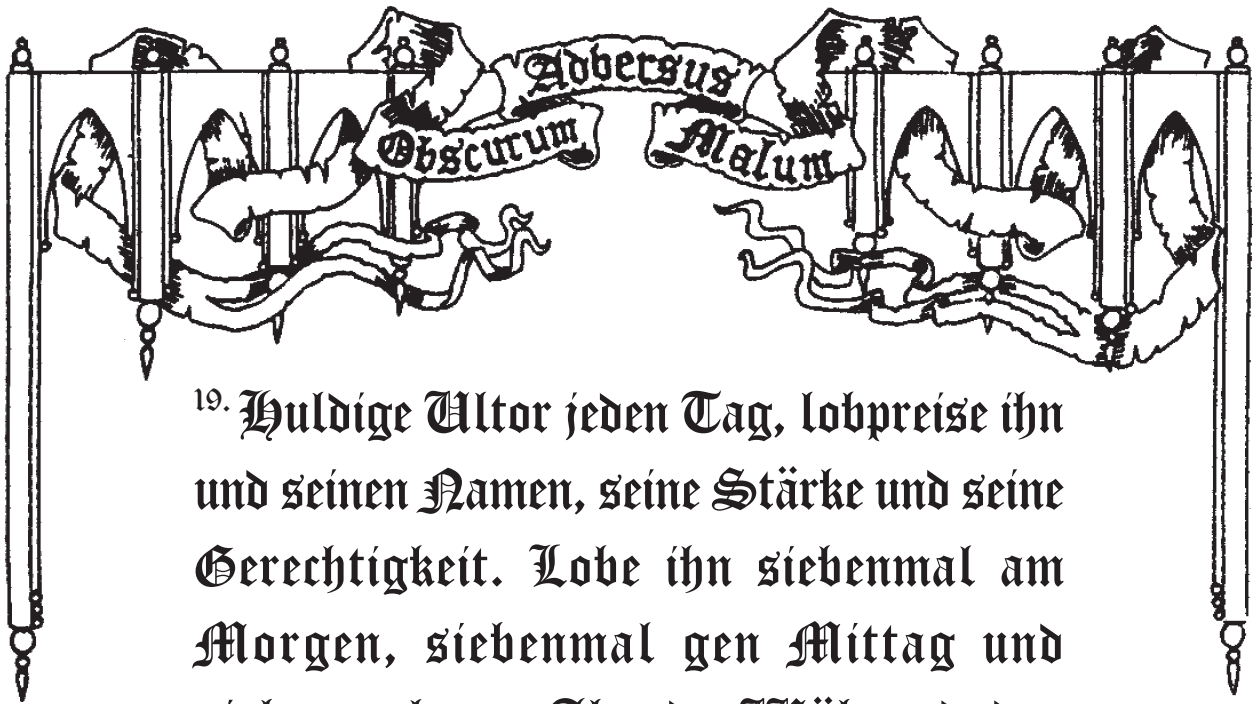 Adversus
Obscurum Malum
19. Huldige Ultor jeden Tag, lobpreise ihn
und seinen Namen, seine Stärke und seine
Gerechtigkeit. Lobe ihn siebenmal am
Morgen, siebenmal gen Mittag und